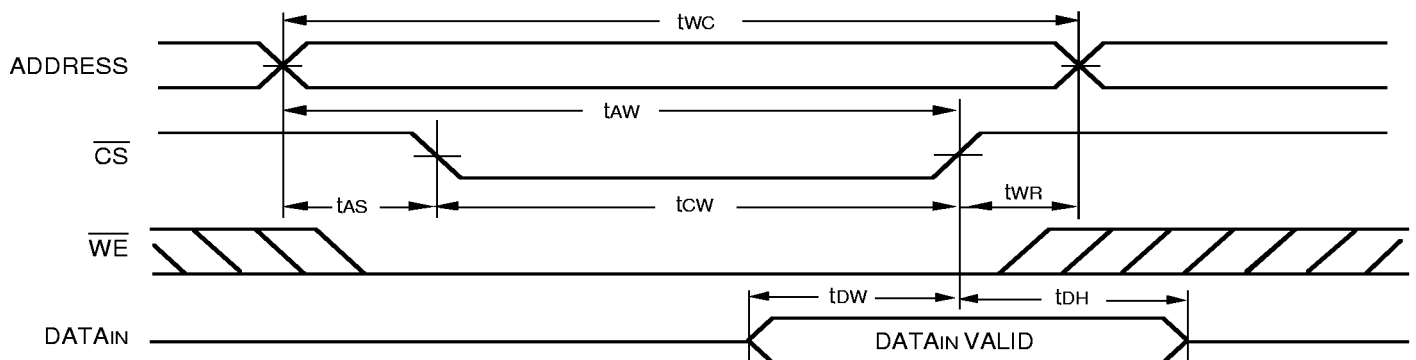 tWC
ADDRESS
tAW
CS
tAS
tCW
tWR
WE
tDW
tDH
DATAIN
DATAIN VALID